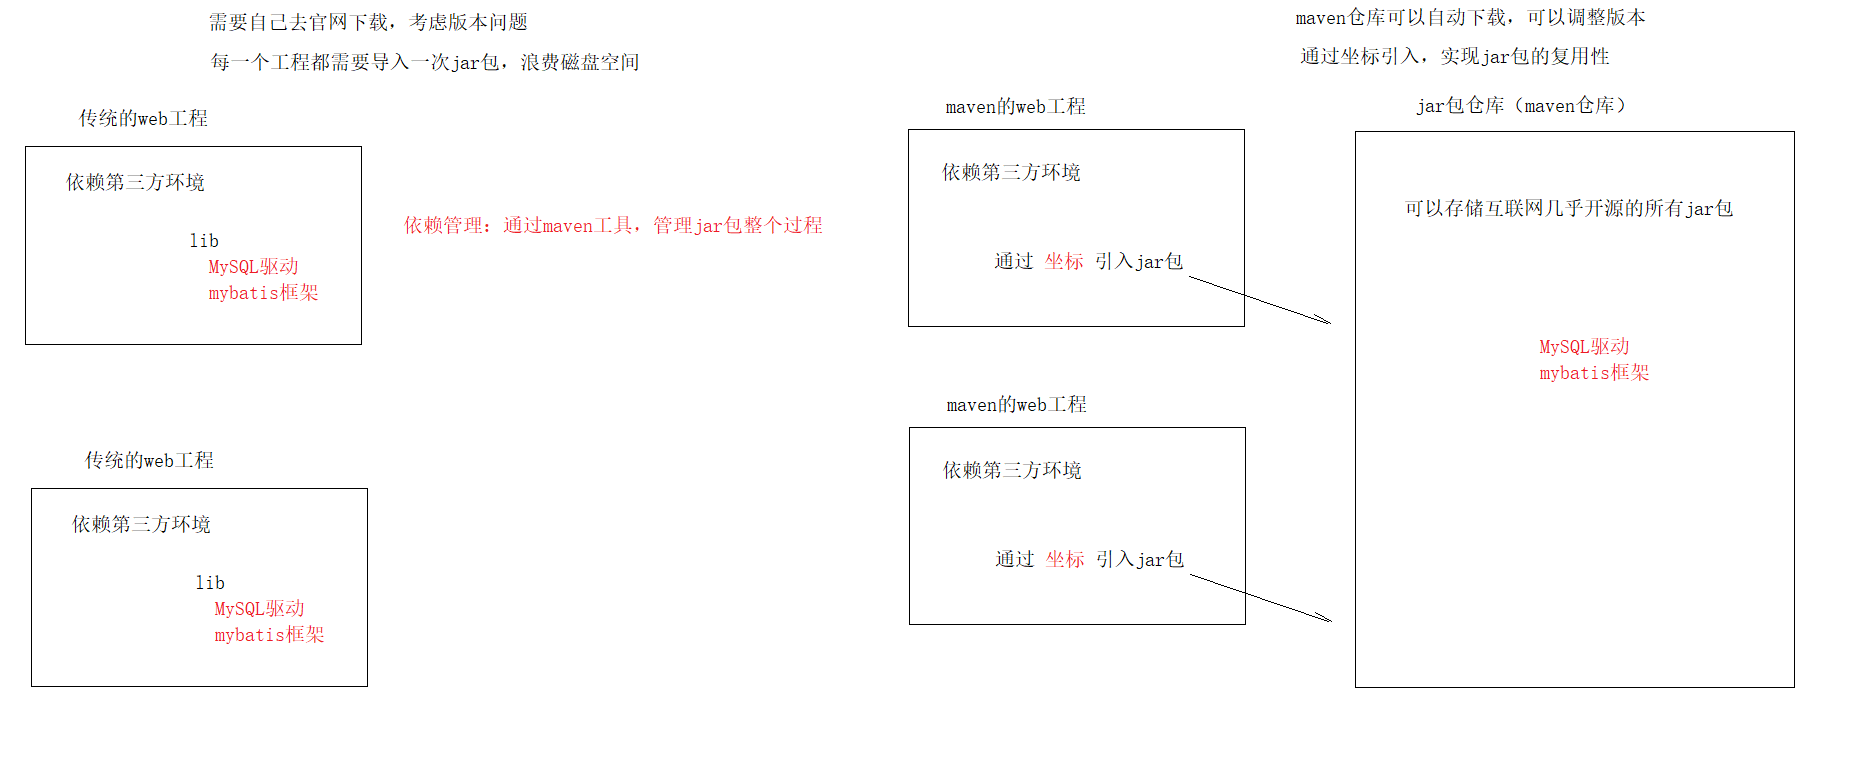 需要自己去官网下载，考虑版本问题
每一个工程都需要导入一次jar包，浪费磁盘空间
传统的web工程
依赖第三方环境
lib
MySQL驱动
mybatis框架
依赖管理：通过maven工具，管理jar包整个过程
传统的web工程
依赖第三方环境
lib
MySQL驱动
mybatis框架
maven仓库可以自动下载，可以调整版本
通过坐标引入，实现jar包的复用性
maven的web工程
依赖第三方环境
通过 坐标 引入jar包
maven的web工程
依赖第三方环境
通过 坐标 引入jar包
jar包仓库（maven仓库）
可以存储互联网几乎开源的所有jar包
MySQL驱动
mybatis框架